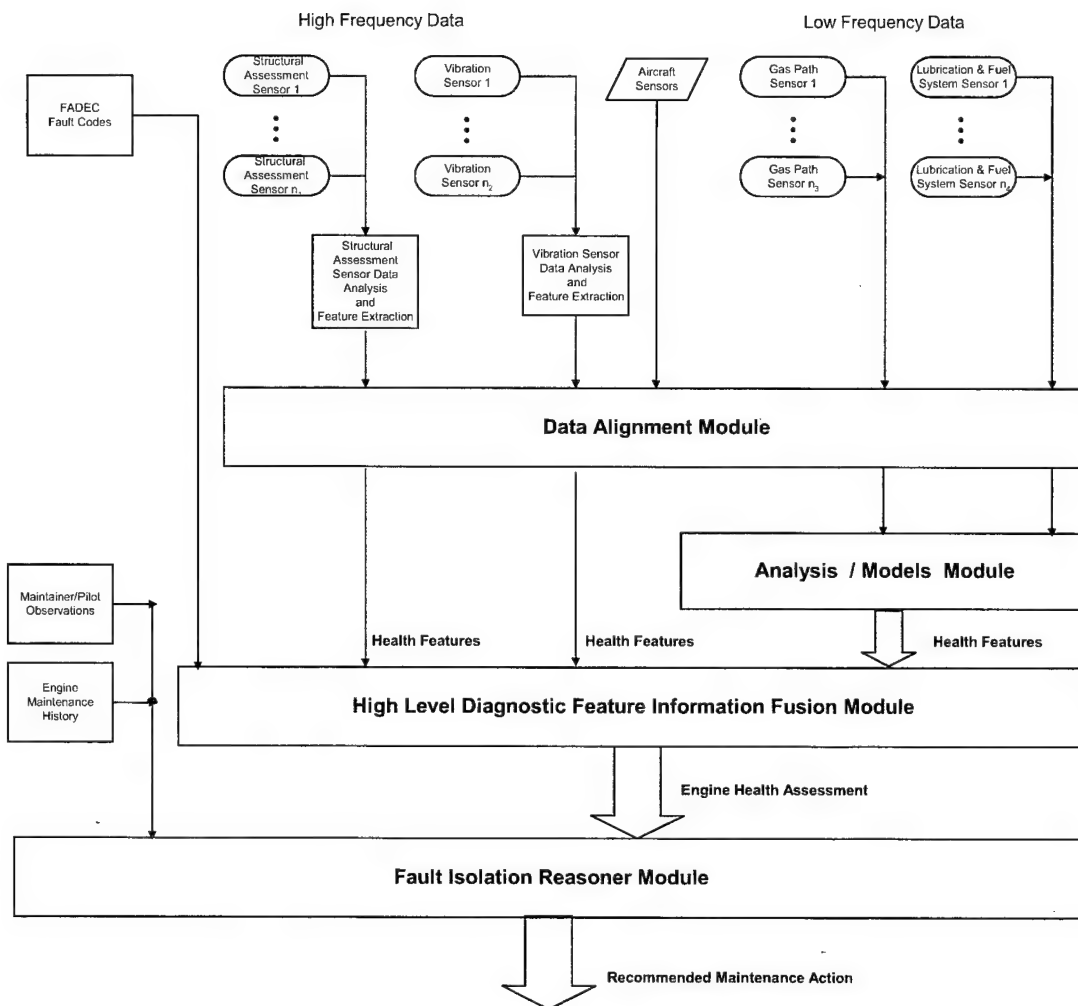 High Frequency Data
Low Frequency Data
FADEC
Fault Codes
Structural
Assessment
Sensor 1
Structural
Assessment
Sensor n
Vibration
Sensor 1
Vibration
Sensor n2
Aircraft
Sensors
Gas Path
Sensor 1
Gas Path
Sensor n3
Lubrication & Fuel
System Sensor 1
Lubrication & Fuel
System Sensor n4
Structural
Assessment
Sensor Data
Analysis
and
Feature Extraction
Vibration Sensor
Data Analysis
and
Feature Extraction
Data Alignment Module
Analysis / Models Module
Maintainer/Pilot
Observations
Health Features
Health Features
Health Features
Engine
Maintenance
History
High Level Diagnostic Feature Information Fusion Module
Engine Health Assessment
Fault Isolation Reasoner Module
Recommended Maintenance Action